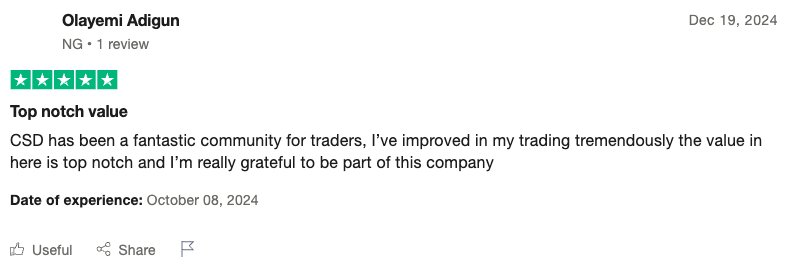 Olayemi Adigun
Dec 19, 2024
NG • 1 review
Top notch value
CSD has been a fantastic community for traders, I've improved in my trading tremendously the value in
here is top notch and I'm really grateful to be part of this company
Date of experience: October 08, 2024
Useful
Share